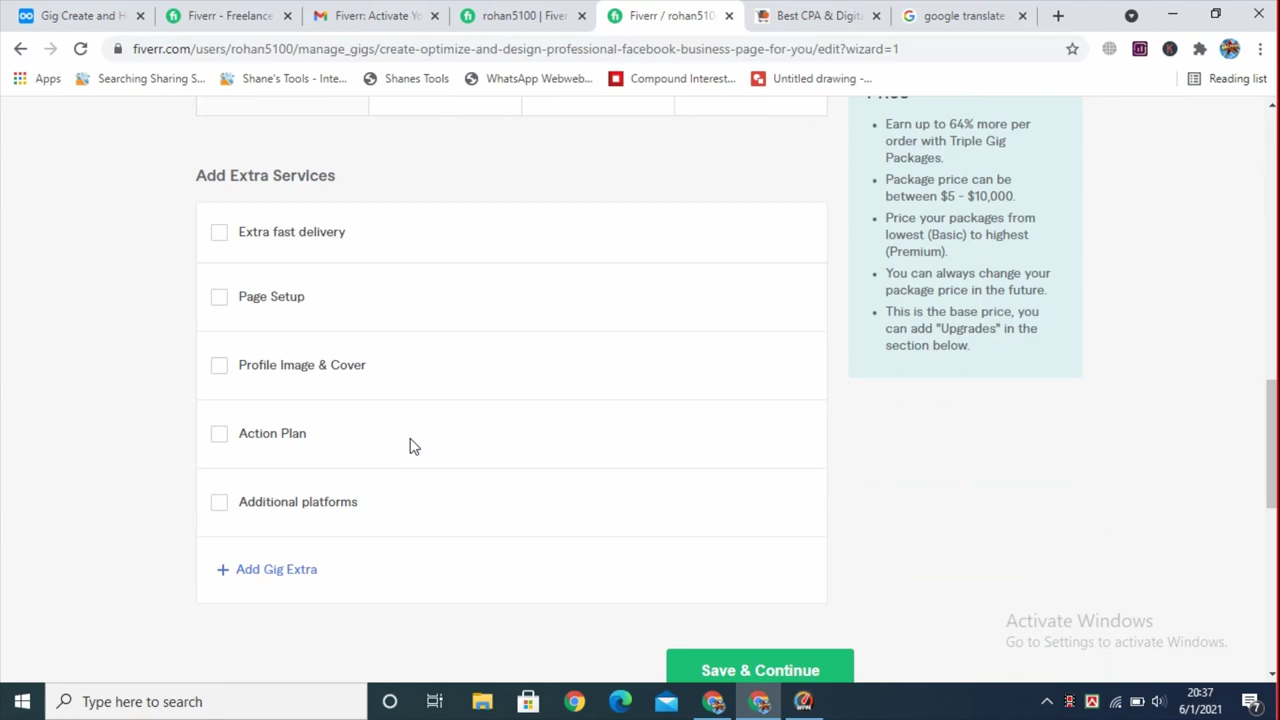 Gig Create and H
Fiverr - Freelance
Fiverr: Activate Yo
rohan5100 | Fiver
Fiverr / rohan510
Best CPA & Digita
google translate
fiverr.com/users/rohan5100/manage_gigs/create-optimize-and-design-professional-facebook-business-page-for-you/edit?wizard=1
Apps
Searching Sharing S...
Shane's Tools - Inte...
Shanes Tools
WhatsApp Webweb...
Compound Interest...
Untitled drawing -...
Reading list
Add Extra Services
Extra fast delivery
Page Setup
Profile Image & Cover
Action Plan
Additional platforms
+ Add Gig Extra
Save & Continue
Price
• Earn up to 64% more per
order with Triple Gig
Packages.
• Package price can be
between $5 - $10,000.
• Price your packages from
lowest (Basic) to highest
(Premium).
• You can always change your
package price in the future.
• This is the base price, you
can add "Upgrades" in the
section below.
Activate Windows
Go to Settings to activate Windows.
Type here to search
20:37
6/1/2021
7